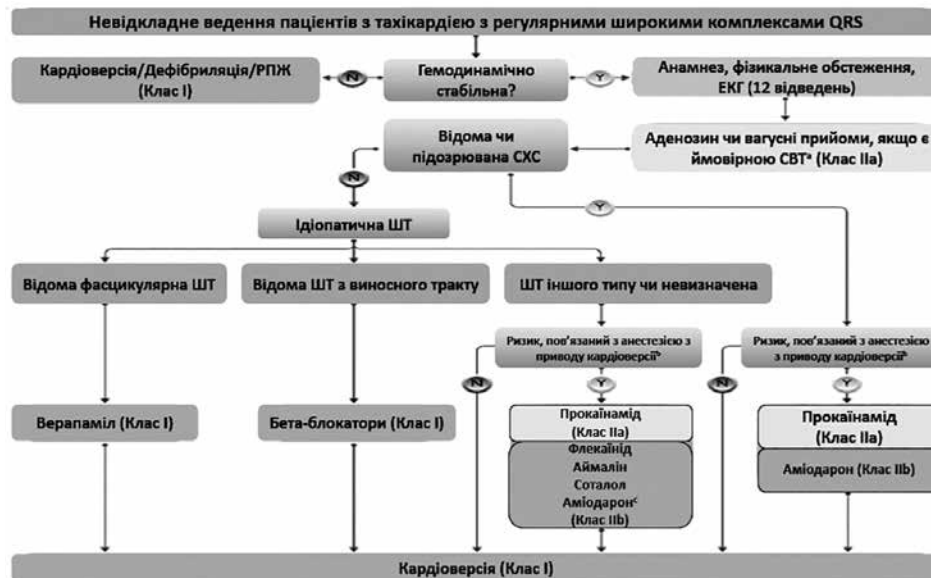 Невідкладне ведення пацієнтів з тахікардією з регулярними широкими комплексами QRS
Кардіоверсія/Дефібриляція/РПЖ
(Клас I)
N
Гемодинамічно
стабільна?
Y
Анамнез, фізикальне обстеження,
ЕКГ (12 відведень)
Відома чи
підозрювана СХС
Аденозин чи вагусні прийоми, якщо є
ймовірною СВТᵃ (Клас IIa)
N
Y
Ідіопатична ШТ
Відома фасцикулярна ШТ
Відома ШТ з виносного тракту
ШТ іншого типу чи невизначена
Ризик, пов'язаний з анестезією з
приводу кардіоверсіїᵇ
Ризик, пов'язаний з анестезією
з приводу кардіоверсіїᵇ
N
Y
N
Y
Верапаміл (Клас I)
Бета-блокатори (Клас I)
Прокаїнамід
(Клас IIa)
Флекаїнід
Аймалін
Соталол
Аміодаронᶜ
(Клас IIb)
Прокаїнамід
(Клас IIa)
Аміодарон (Клас IIb)
Кардіоверсія (Клас I)